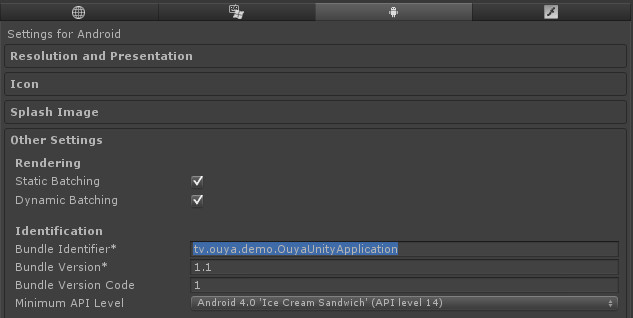 Settings for Android
Resolution and Presentation
Icon
Splash Image
Other Settings
Rendering
Static Batching
Dynamic Batching
Identification
Bundle Identifier* tv.ouya.demo.OuyaUnityApplication
Bundle Version* 1.1
Bundle Version Code 1
Minimum API Level Android 4.0 'Ice Cream Sandwich' (API level 14)